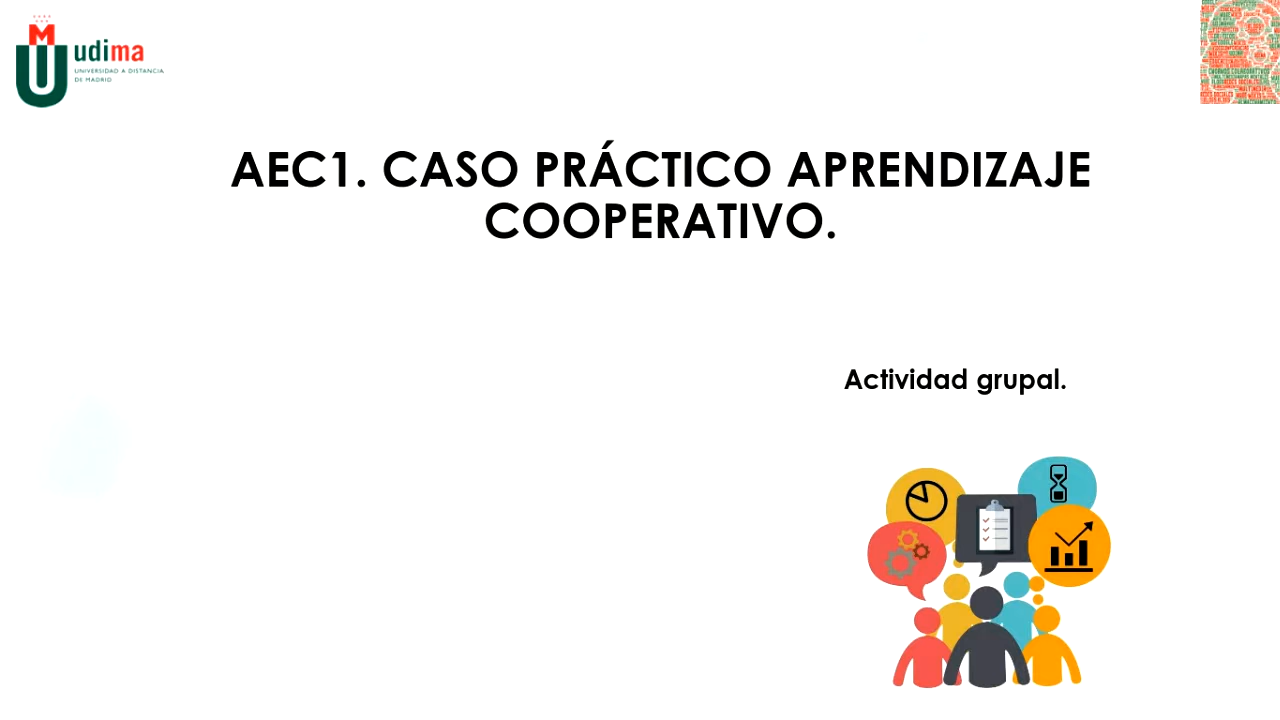 udima
UNIVERSIDAD A DISTANCIA
DE MADRID
AEC1. CASO PRÁCTICO APRENDIZAJE
COOPERATIVO.
Actividad grupal.